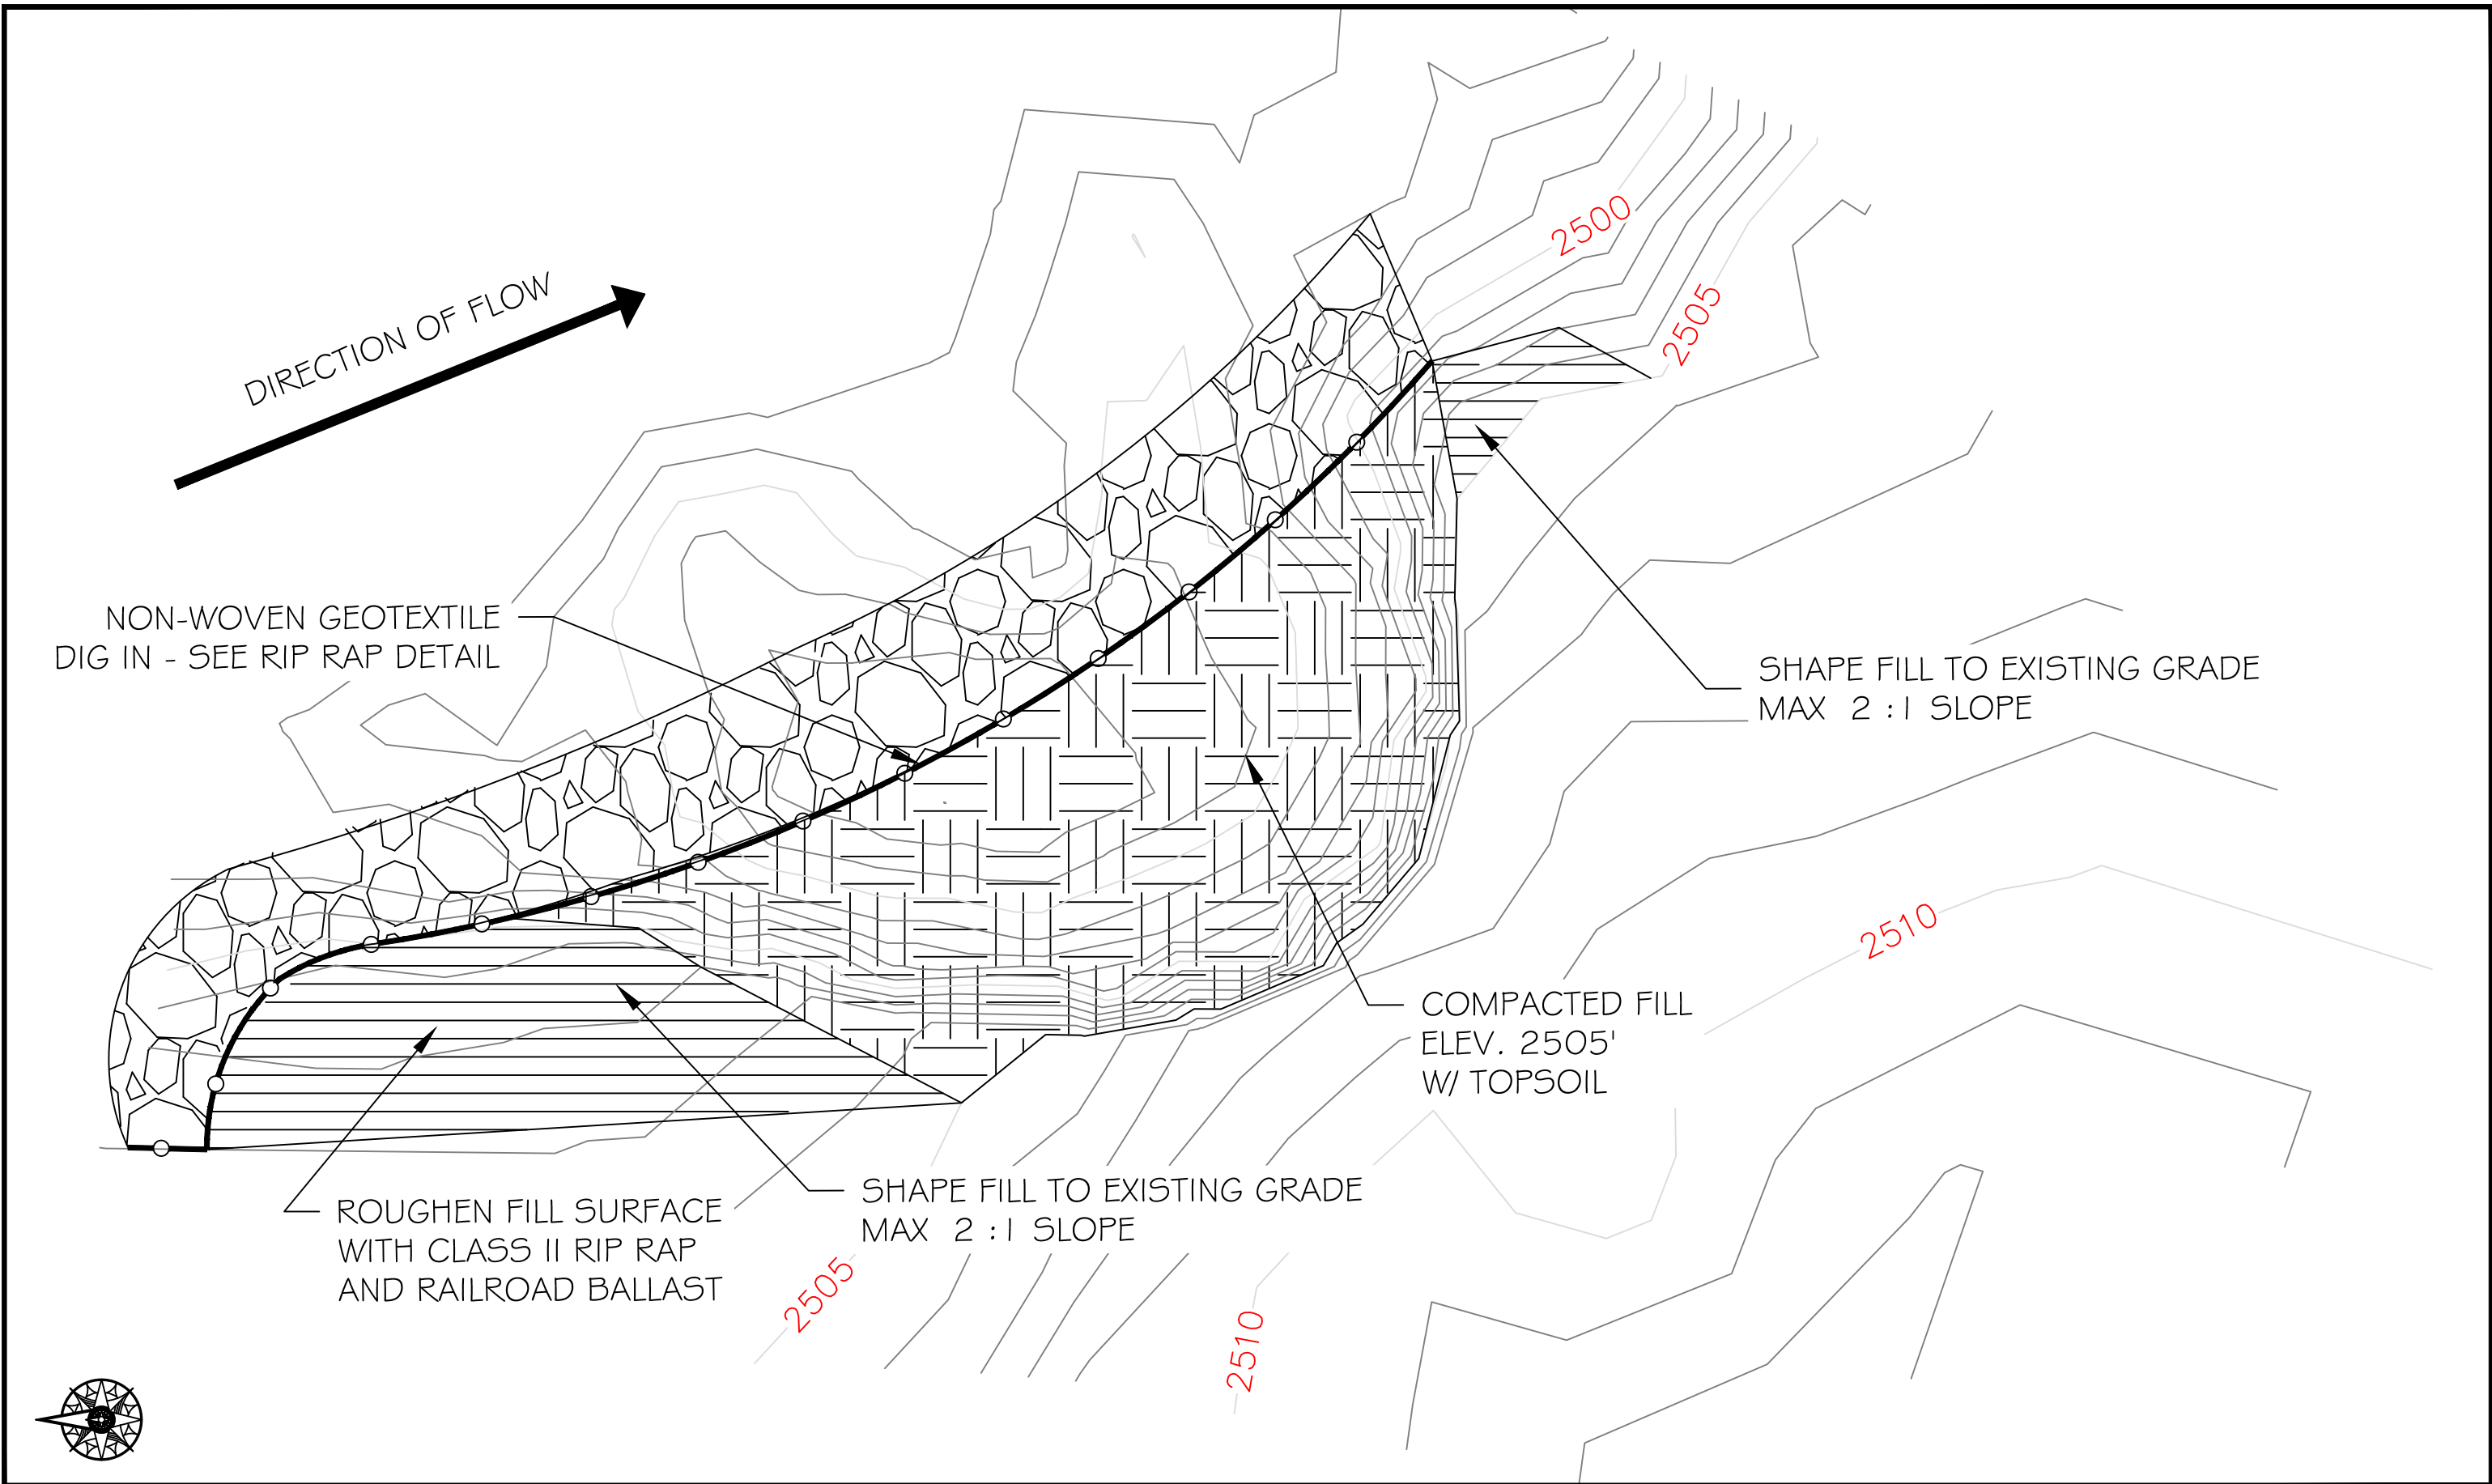 2500
DIRECTION OF FLOW
2505
NON-WOVEN GEOTEXTILE
DIG IN - SEE RIP RAP DETAIL
SHAPE FILL TO EXISTING GRADE
MAX 2 : 1 SLOPE
2510
COMPACTED FILL
ELEV. 2505'
W/ TOPSOIL
SHAPE FILL TO EXISTING GRADE
MAX 2 : 1 SLOPE
ROUGHEN FILL SURFACE
WITH CLASS II RIP RAP
AND RAILROAD BALLAST
2505
2510